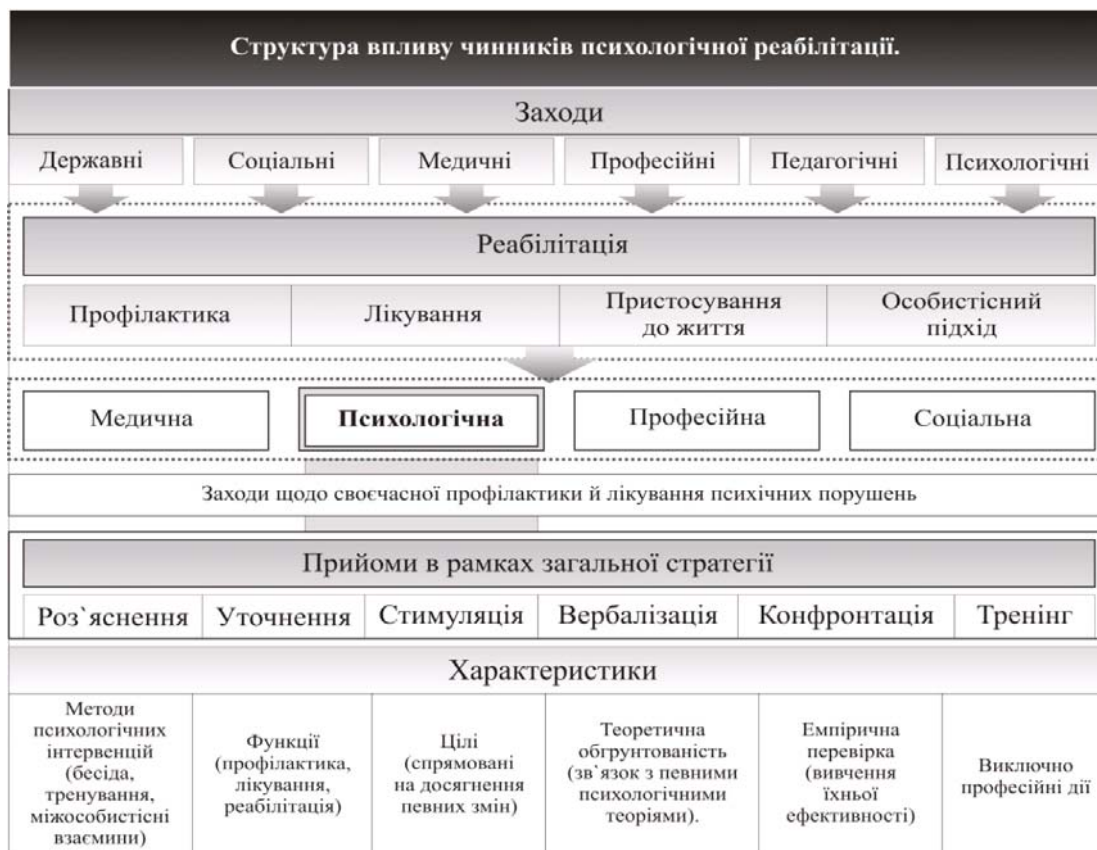 Структура впливу чинників психологічної реабілітації.
Заходи
Державні
Соціальні
Медичні
Професійні
Педагогічні
Психологічні
Реабілітація
Профілактика
Лікування
Пристосування
до життя
Особистісний
підхід
Медична
Психологічна
Професійна
Соціальна
Заходи щодо своєчасної профілактики й лікування психічних порушень
Прийоми в рамках загальної стратегії
Роз`яснення
Уточнення
Стимуляція
Вербалізація
Конфронтація
Тренінг
Характеристики
Методи
психологічних
інтервенцій
(бесіда,
тренування,
міжособистісні
взаємини)
Функції
(профілактика,
лікування,
реабілітація)
Цілі
(спрямовані
на досягнення
певних змін)
Теоретична
обгрунтованість
(зв`язок з певними
психологічними
теоріями).
Емпірична
перевірка
(вивчення
їхньої
ефективності)
Виключно
професійні дії